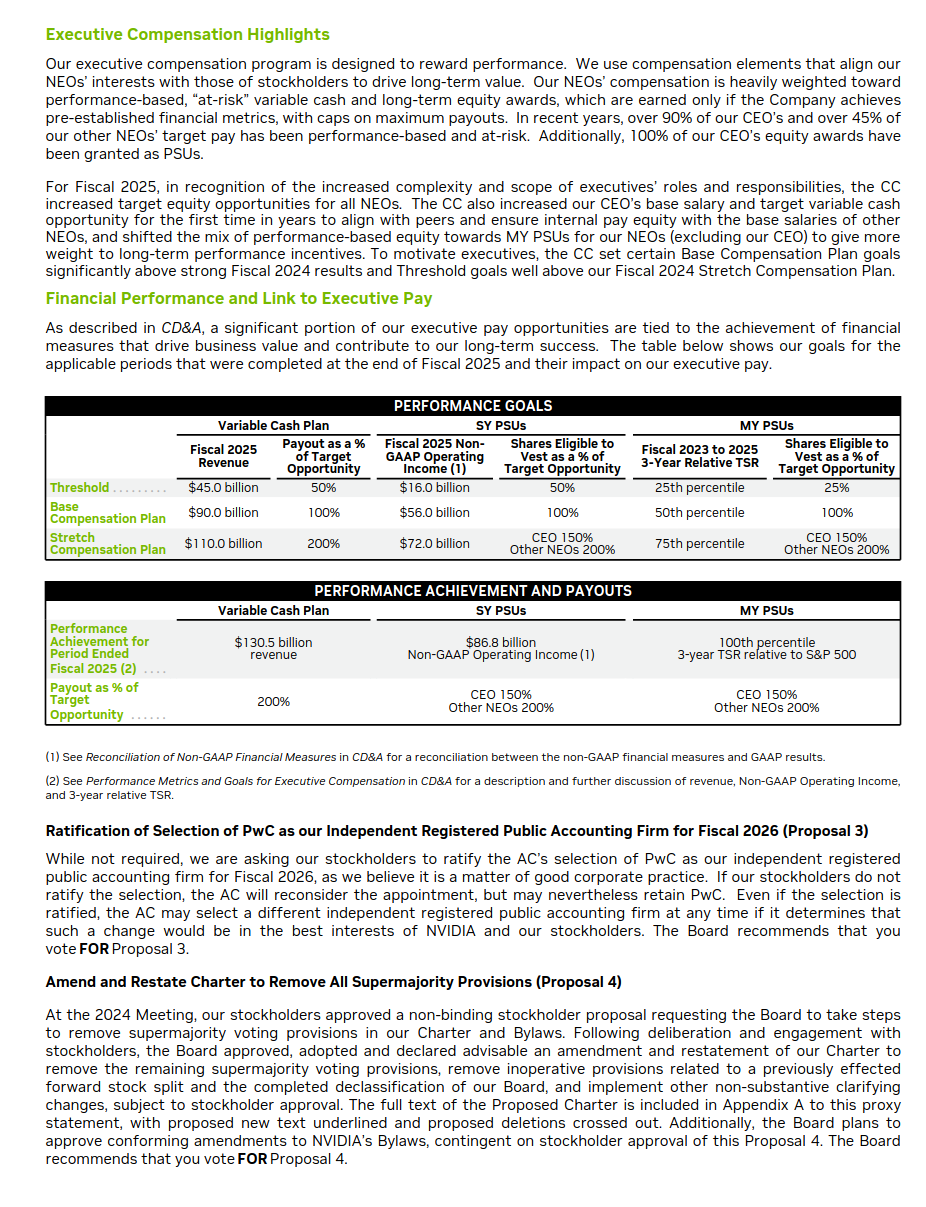 Executive Compensation Highlights
Our executive compensation program is designed to reward performance. We use compensation elements that align our
NEOs’ interests with those of stockholders to drive long-term value. Our NEOs’ compensation is heavily weighted toward
performance-based, “at-risk” variable cash and long-term equity awards, which are earned only if the Company achieves
pre-established financial metrics, with caps on maximum payouts. In recent years, over 90% of our CEO’s and over 45% of
our other NEOs’ target pay has been performance-based and at-risk. Additionally, 100% of our CEO’s equity awards have
been granted as PSUs.
For Fiscal 2025, in recognition of the increased complexity and scope of executives’ roles and responsibilities, the CC
increased target equity opportunities for all NEOs. The CC also increased our CEO’s base salary and target variable cash
opportunity for the first time in years to align with peers and ensure internal pay equity with the base salaries of other
NEOs, and shifted the mix of performance-based equity towards MY PSUs for our NEOs (excluding our CEO) to give more
weight to long-term performance incentives. To motivate executives, the CC set certain Base Compensation Plan goals
significantly above strong Fiscal 2024 results and Threshold goals well above our Fiscal 2024 Stretch Compensation Plan.
Financial Performance and Link to Executive Pay
As described in CD&A, a significant portion of our executive pay opportunities are tied to the achievement of financial
measures that drive business value and contribute to our long-term success. The table below shows our goals for the
applicable periods that were completed at the end of Fiscal 2025 and their impact on our executive pay.
PERFORMANCE GOALS
Variable Cash Plan SY PSUs MY PSUs
Fiscal 2025 Revenue Payout as a % of Target Opportunity Fiscal 2025 Non-GAAP Operating Income (1) Shares Eligible to Vest as a % of Target Opportunity Fiscal 2023 to 2025 3-Year Relative TSR Shares Eligible to Vest as a % of Target Opportunity
Threshold . . . . . . . . . $45.0 billion 50% $16.0 billion 50% 25th percentile 25%
Base Compensation Plan $90.0 billion 100% $56.0 billion 100% 50th percentile 100%
Stretch Compensation Plan $110.0 billion 200% $72.0 billion CEO 150% Other NEOs 200% 75th percentile CEO 150% Other NEOs 200%
PERFORMANCE ACHIEVEMENT AND PAYOUTS
Variable Cash Plan SY PSUs MY PSUs
Performance Achievement for Period Ended Fiscal 2025 (2) . . . . $130.5 billion revenue $86.8 billion Non-GAAP Operating Income (1) 100th percentile 3-year TSR relative to S&P 500
Payout as % of Target Opportunity . . . . . . 200% CEO 150% Other NEOs 200% CEO 150% Other NEOs 200%
(1) See Reconciliation of Non-GAAP Financial Measures in CD&A for a reconciliation between the non-GAAP financial measures and GAAP results.
(2) See Performance Metrics and Goals for Executive Compensation in CD&A for a description and further discussion of revenue, Non-GAAP Operating Income,
and 3-year relative TSR.
Ratification of Selection of PwC as our Independent Registered Public Accounting Firm for Fiscal 2026 (Proposal 3)
While not required, we are asking our stockholders to ratify the AC’s selection of PwC as our independent registered
public accounting firm for Fiscal 2026, as we believe it is a matter of good corporate practice. If our stockholders do not
ratify the selection, the AC will reconsider the appointment, but may nevertheless retain PwC. Even if the selection is
ratified, the AC may select a different independent registered public accounting firm at any time if it determines that
such a change would be in the best interests of NVIDIA and our stockholders. The Board recommends that you
vote FOR Proposal 3.
Amend and Restate Charter to Remove All Supermajority Provisions (Proposal 4)
At the 2024 Meeting, our stockholders approved a non-binding stockholder proposal requesting the Board to take steps
to remove supermajority voting provisions in our Charter and Bylaws. Following deliberation and engagement with
stockholders, the Board approved, adopted and declared advisable an amendment and restatement of our Charter to
remove the remaining supermajority voting provisions, remove inoperative provisions related to a previously effected
forward stock split and the completed declassification of our Board, and implement other non-substantive clarifying
changes, subject to stockholder approval. The full text of the Proposed Charter is included in Appendix A to this proxy
statement, with proposed new text underlined and proposed deletions crossed out. Additionally, the Board plans to
approve conforming amendments to NVIDIA’s Bylaws, contingent on stockholder approval of this Proposal 4. The Board
recommends that you vote FOR Proposal 4.